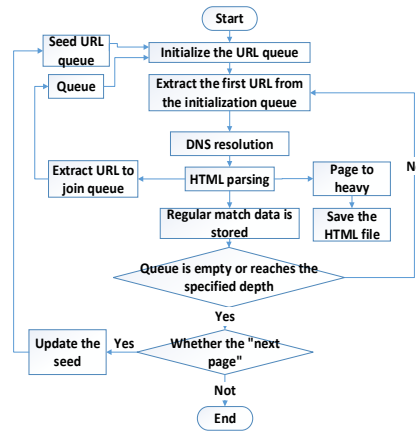 Start
Seed URL
queue
Initialize the URL queue
Queue
Extract the first URL from
the initialization queue
DNS resolution
Extract URL to
join queue
HTML parsing
Page to
heavy
Regular match data is
stored
Save the
HTML file
Queue is empty or reaches the
specified depth
Yes
Update the
seed
Yes
Whether the "next
page"
Not
End